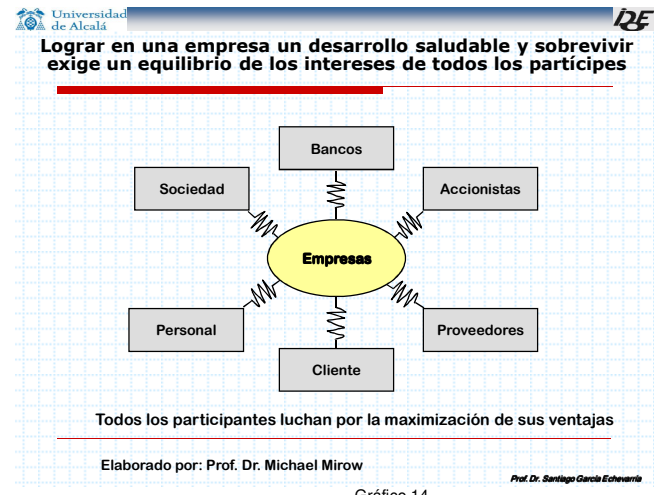 Universidad
de Alcalá
IDOE
Lograr en una empresa un desarrollo saludable y sobrevivir
exige un equilibrio de los intereses de todos los partícipes
Bancos
Sociedad
Accionistas
Empresas
Personal
Proveedores
Cliente
Todos los participantes luchan por la maximización de sus ventajas
Elaborado por: Prof. Dr. Michael Mirow
Prof. Dr. Santiago García Echevarría
Gráfico 14